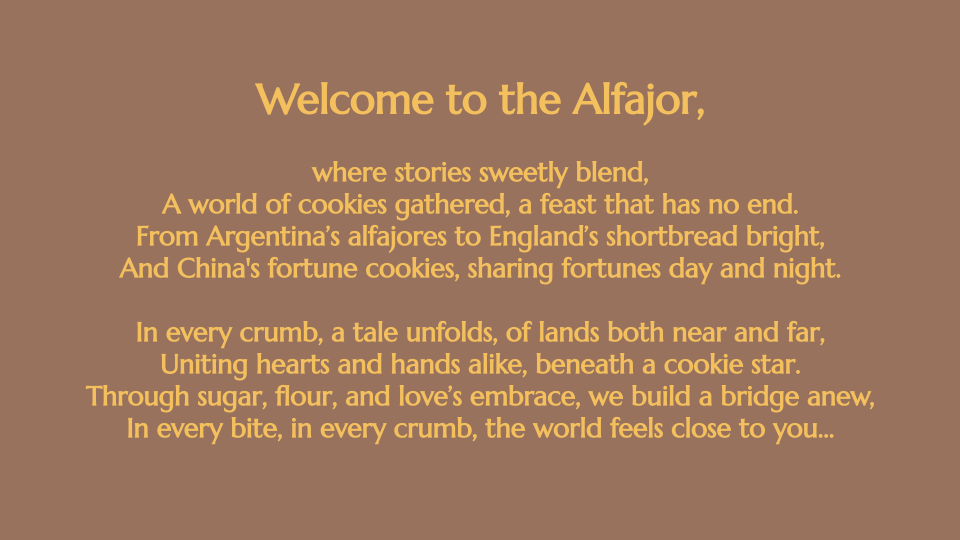 Welcome to the Alfajor,
where stories sweetly blend,
A world of cookies gathered, a feast that has no end.
From Argentina’s alfajores to England’s shortbread bright,
And China's fortune cookies, sharing fortunes day and night.
In every crumb, a tale unfolds, of lands both near and far,
Uniting hearts and hands alike, beneath a cookie star.
Through sugar, flour, and love’s embrace, we build a bridge anew,
In every bite, in every crumb, the world feels close to you...